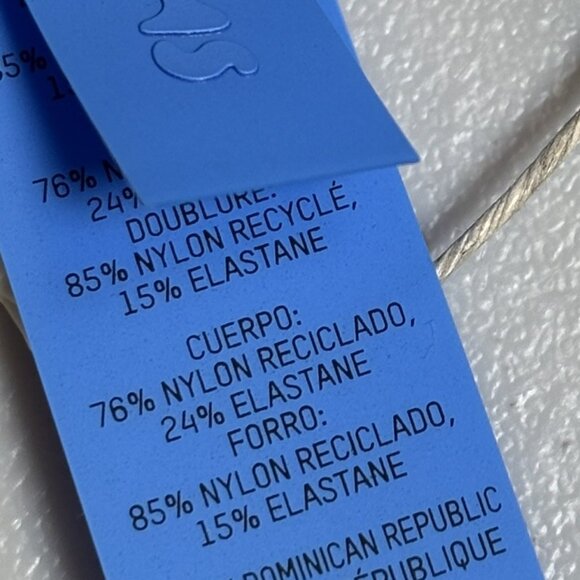 76% N
24%
DOUBLURE:
85% NYLON RECYCLÉ,
15% ELASTANE
CUERPO:
76% NYLON RECICLADO,
24% ELASTANE
FORRO:
85% NYLON RECICLADO,
15% ELASTANE
DOMINICAN REPUBLIC
RÉPUBLIQUE